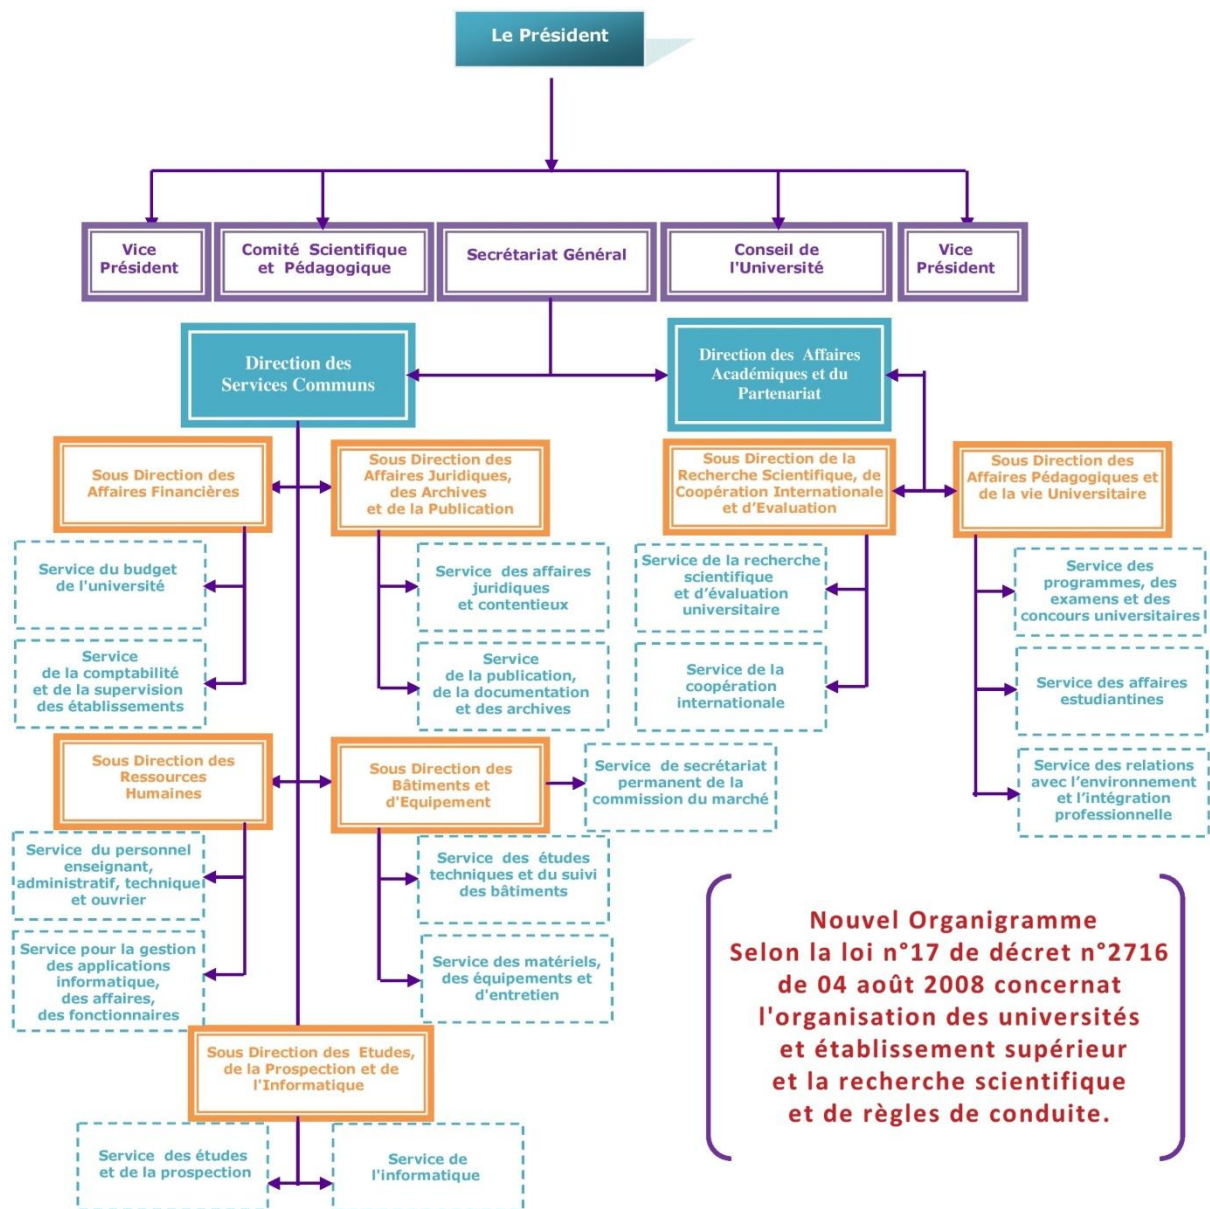 Le Président
Vice
Président
Comité Scientifique
et Pédagogique
Secrétariat Général
Conseil de
l'Université
Vice
Président
Direction des
Services Communs
Direction des Affaires
Académiques et du
Partenariat
Sous Direction des
Affaires Financières
Sous Direction des
Affaires Juridiques,
des Archives
et de la Publication
Sous Direction de la
Recherche Scientifique, de
Coopération Internationale
et d’Evaluation
Sous Direction des
Affaires Pédagogiques et
de la vie Universitaire
Service du budget
de l'université
Service des affaires
juridiques
et contentieux
Service de la recherche
scientifique
et d’évaluation
universitaire
Service des
programmes, des
examens et des
concours universitaires
Service
de la comptabilité
et de la supervision
des établissements
Service
de la publication,
de la documentation
et des archives
Service de la
coopération
internationale
Service des affaires
estudiantines
Sous Direction des
Ressources
Humaines
Sous Direction des
Bâtiments et
d'Equipement
Service de secrétariat
permanent de la
commission du marché
Service des relations
avec l’environnement
et l’intégration
professionnelle
Service du personnel
enseignant,
administratif, technique
et ouvrier
Service des études
techniques et du suivi
des bâtiments
Service pour la gestion
des applications
informatique,
des affaires,
des fonctionnaires
Service des matériels,
des équipements et
d'entretien
Sous Direction des Etudes,
de la Prospection et de
l'Informatique
Service des études
et de la prospection
Service de
l'informatique
Nouvel Organigramme
Selon la loi n°17 de décret n°2716
de 04 août 2008 concernat
l'organisation des universités
et établissement supérieur
et la recherche scientifique
et de règles de conduite.